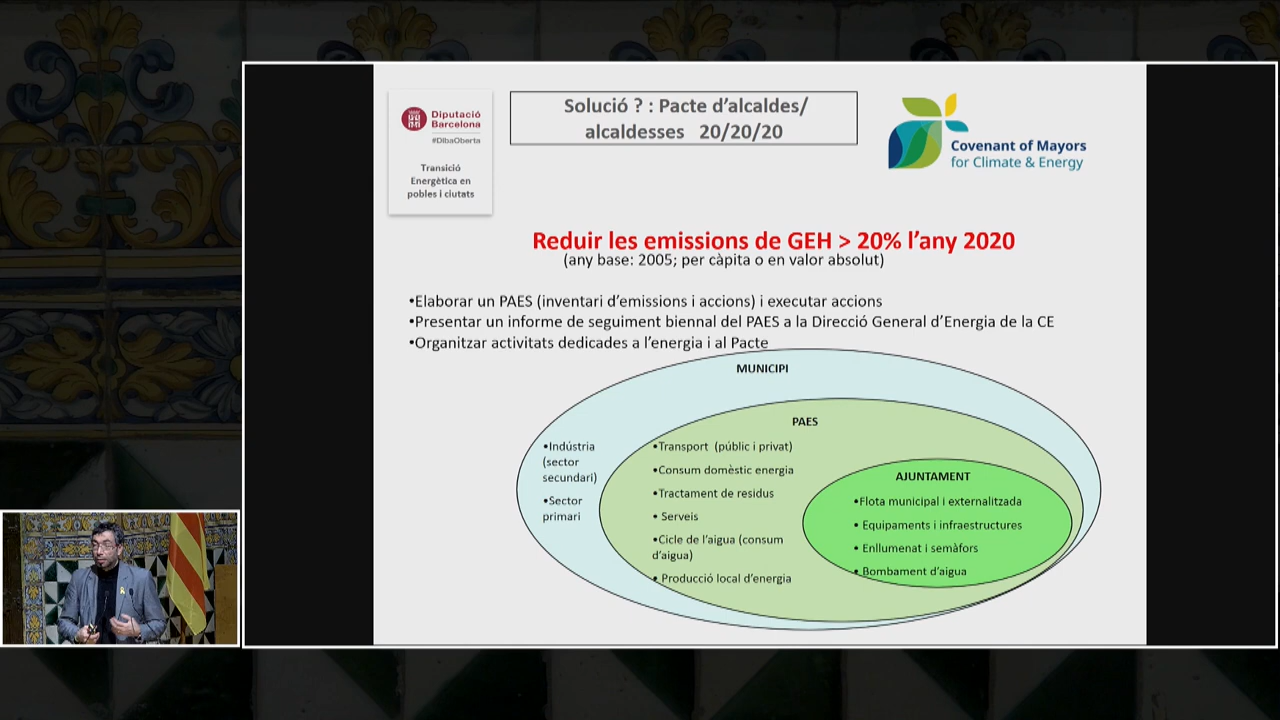 Diputació
Barcelona
#DibaOberta
Transició
Energètica en
pobles i ciutats
Solució ? : Pacte d’alcaldes/
alcaldesses 20/20/20
Covenant of Mayors
for Climate & Energy
Reduir les emissions de GEH > 20% l’any 2020
(any base: 2005; per càpita o en valor absolut)
•Elaborar un PAES (inventari d’emissions i accions) i executar accions
•Presentar un informe de seguiment biennal del PAES a la Direcció General d’Energia de la CE
•Organitzar activitats dedicades a l’energia i al Pacte
MUNICIPI
•Indústria
(sector
secundari)
•Sector
primari
PAES
•Transport (públic i privat)
•Consum domèstic energia
•Tractament de residus
• Serveis
•Cicle de l’aigua (consum
d’aigua)
• Producció local d’energia
AJUNTAMENT
•Flota municipal i externalitzada
• Equipaments i infraestructures
• Enllumenat i semàfors
• Bombament d’aigua